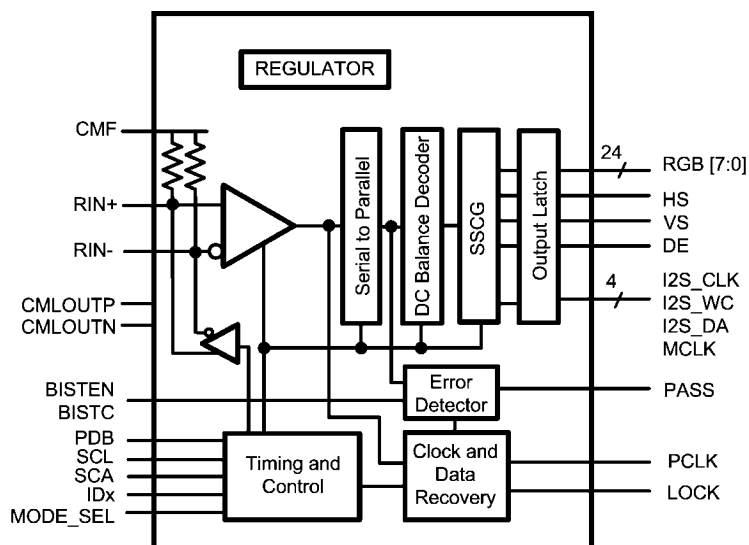 REGULATOR
CMF
RIN+
RIN-
CMLOUTP
CMLOUTN
BISTEN
BISTC
PDB
SCL
SCA
IDx
MODE_SEL
Serial to Parallel
DC Balance Decoder
SSCG
Output Latch
Error
Detector
Timing and
Control
Clock and
Data
Recovery
24
RGB [7:0]
HS
VS
DE
4
I2S_CLK
I2S_WC
I2S_DA
MCLK
PASS
PCLK
LOCK